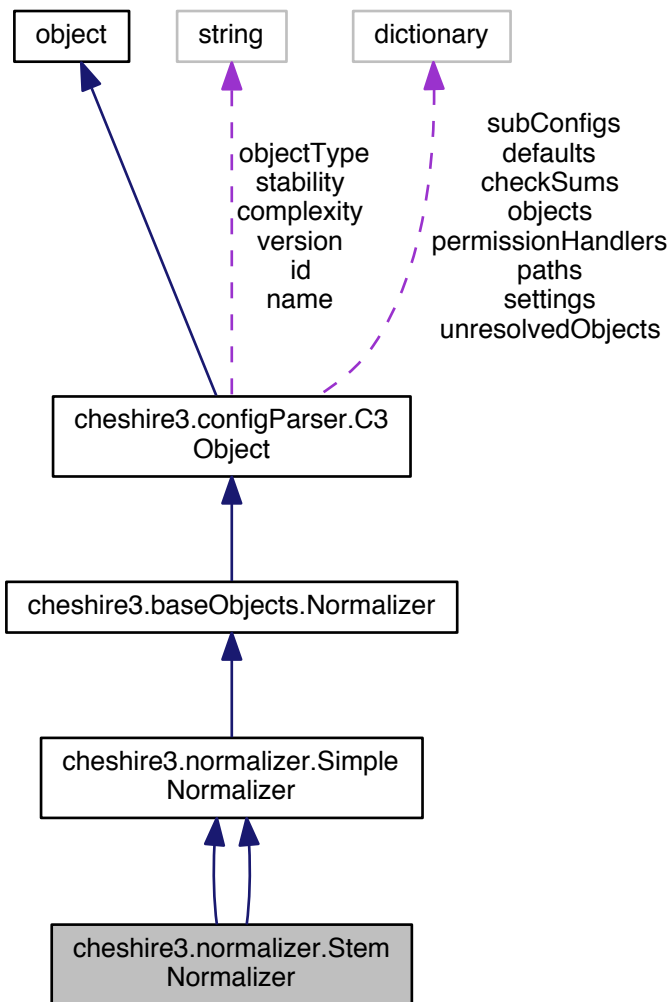 object
string
dictionary
objectType
stability
complexity
version
id
name
subConfigs
defaults
checkSums
objects
permissionHandlers
paths
settings
unresolvedObjects
cheshire3.configParser.C3
Object
cheshire3.baseObjects.Normalizer
cheshire3.normalizer.Simple
Normalizer
cheshire3.normalizer.Stem
Normalizer